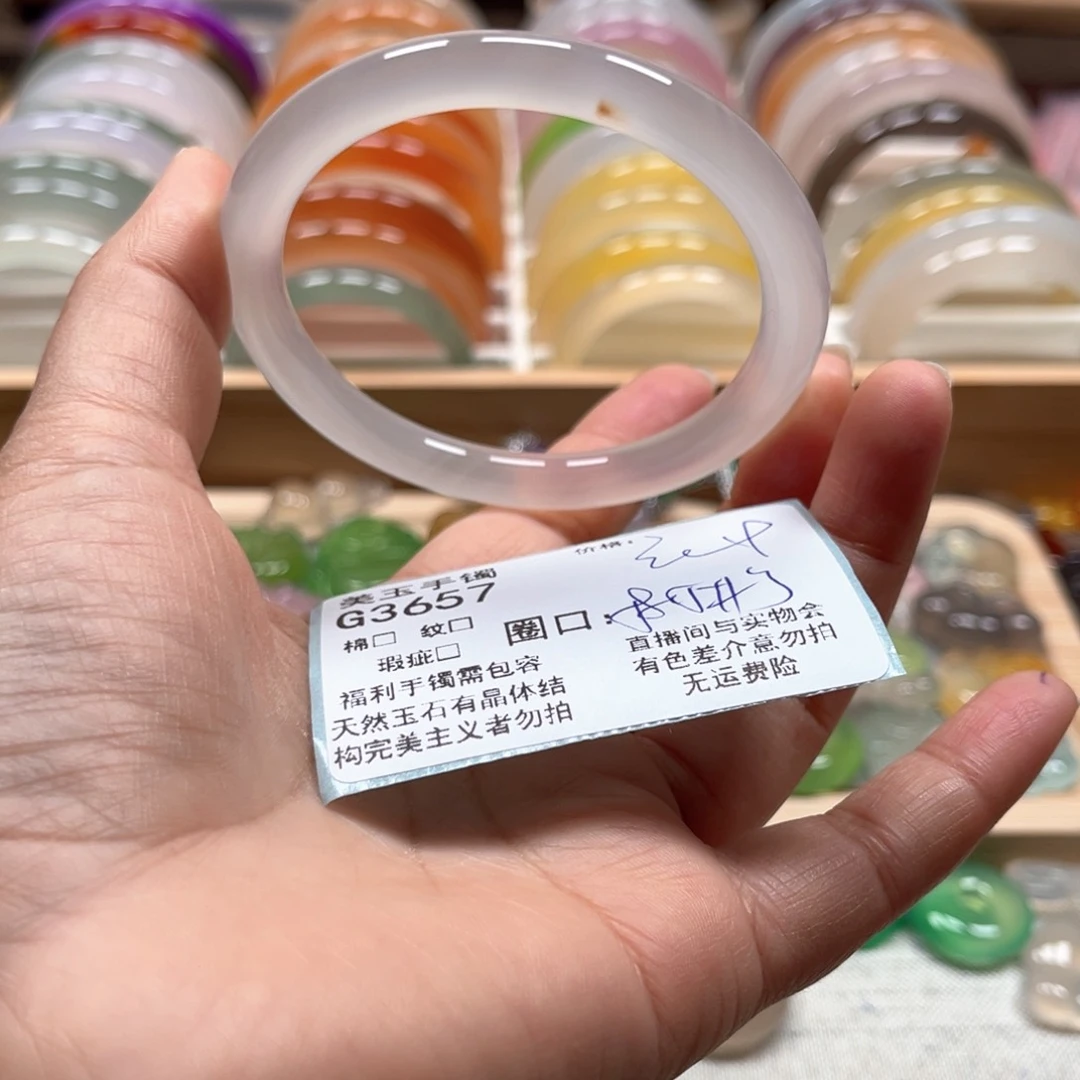 价格:
美玉手镯
G3657
棉□ 纹□
瑕疵□
圈口:
福利手镯需包容
天然玉石有晶体结
构完美主义者勿拍
直播间与实物会
有色差介意勿拍
无运费险